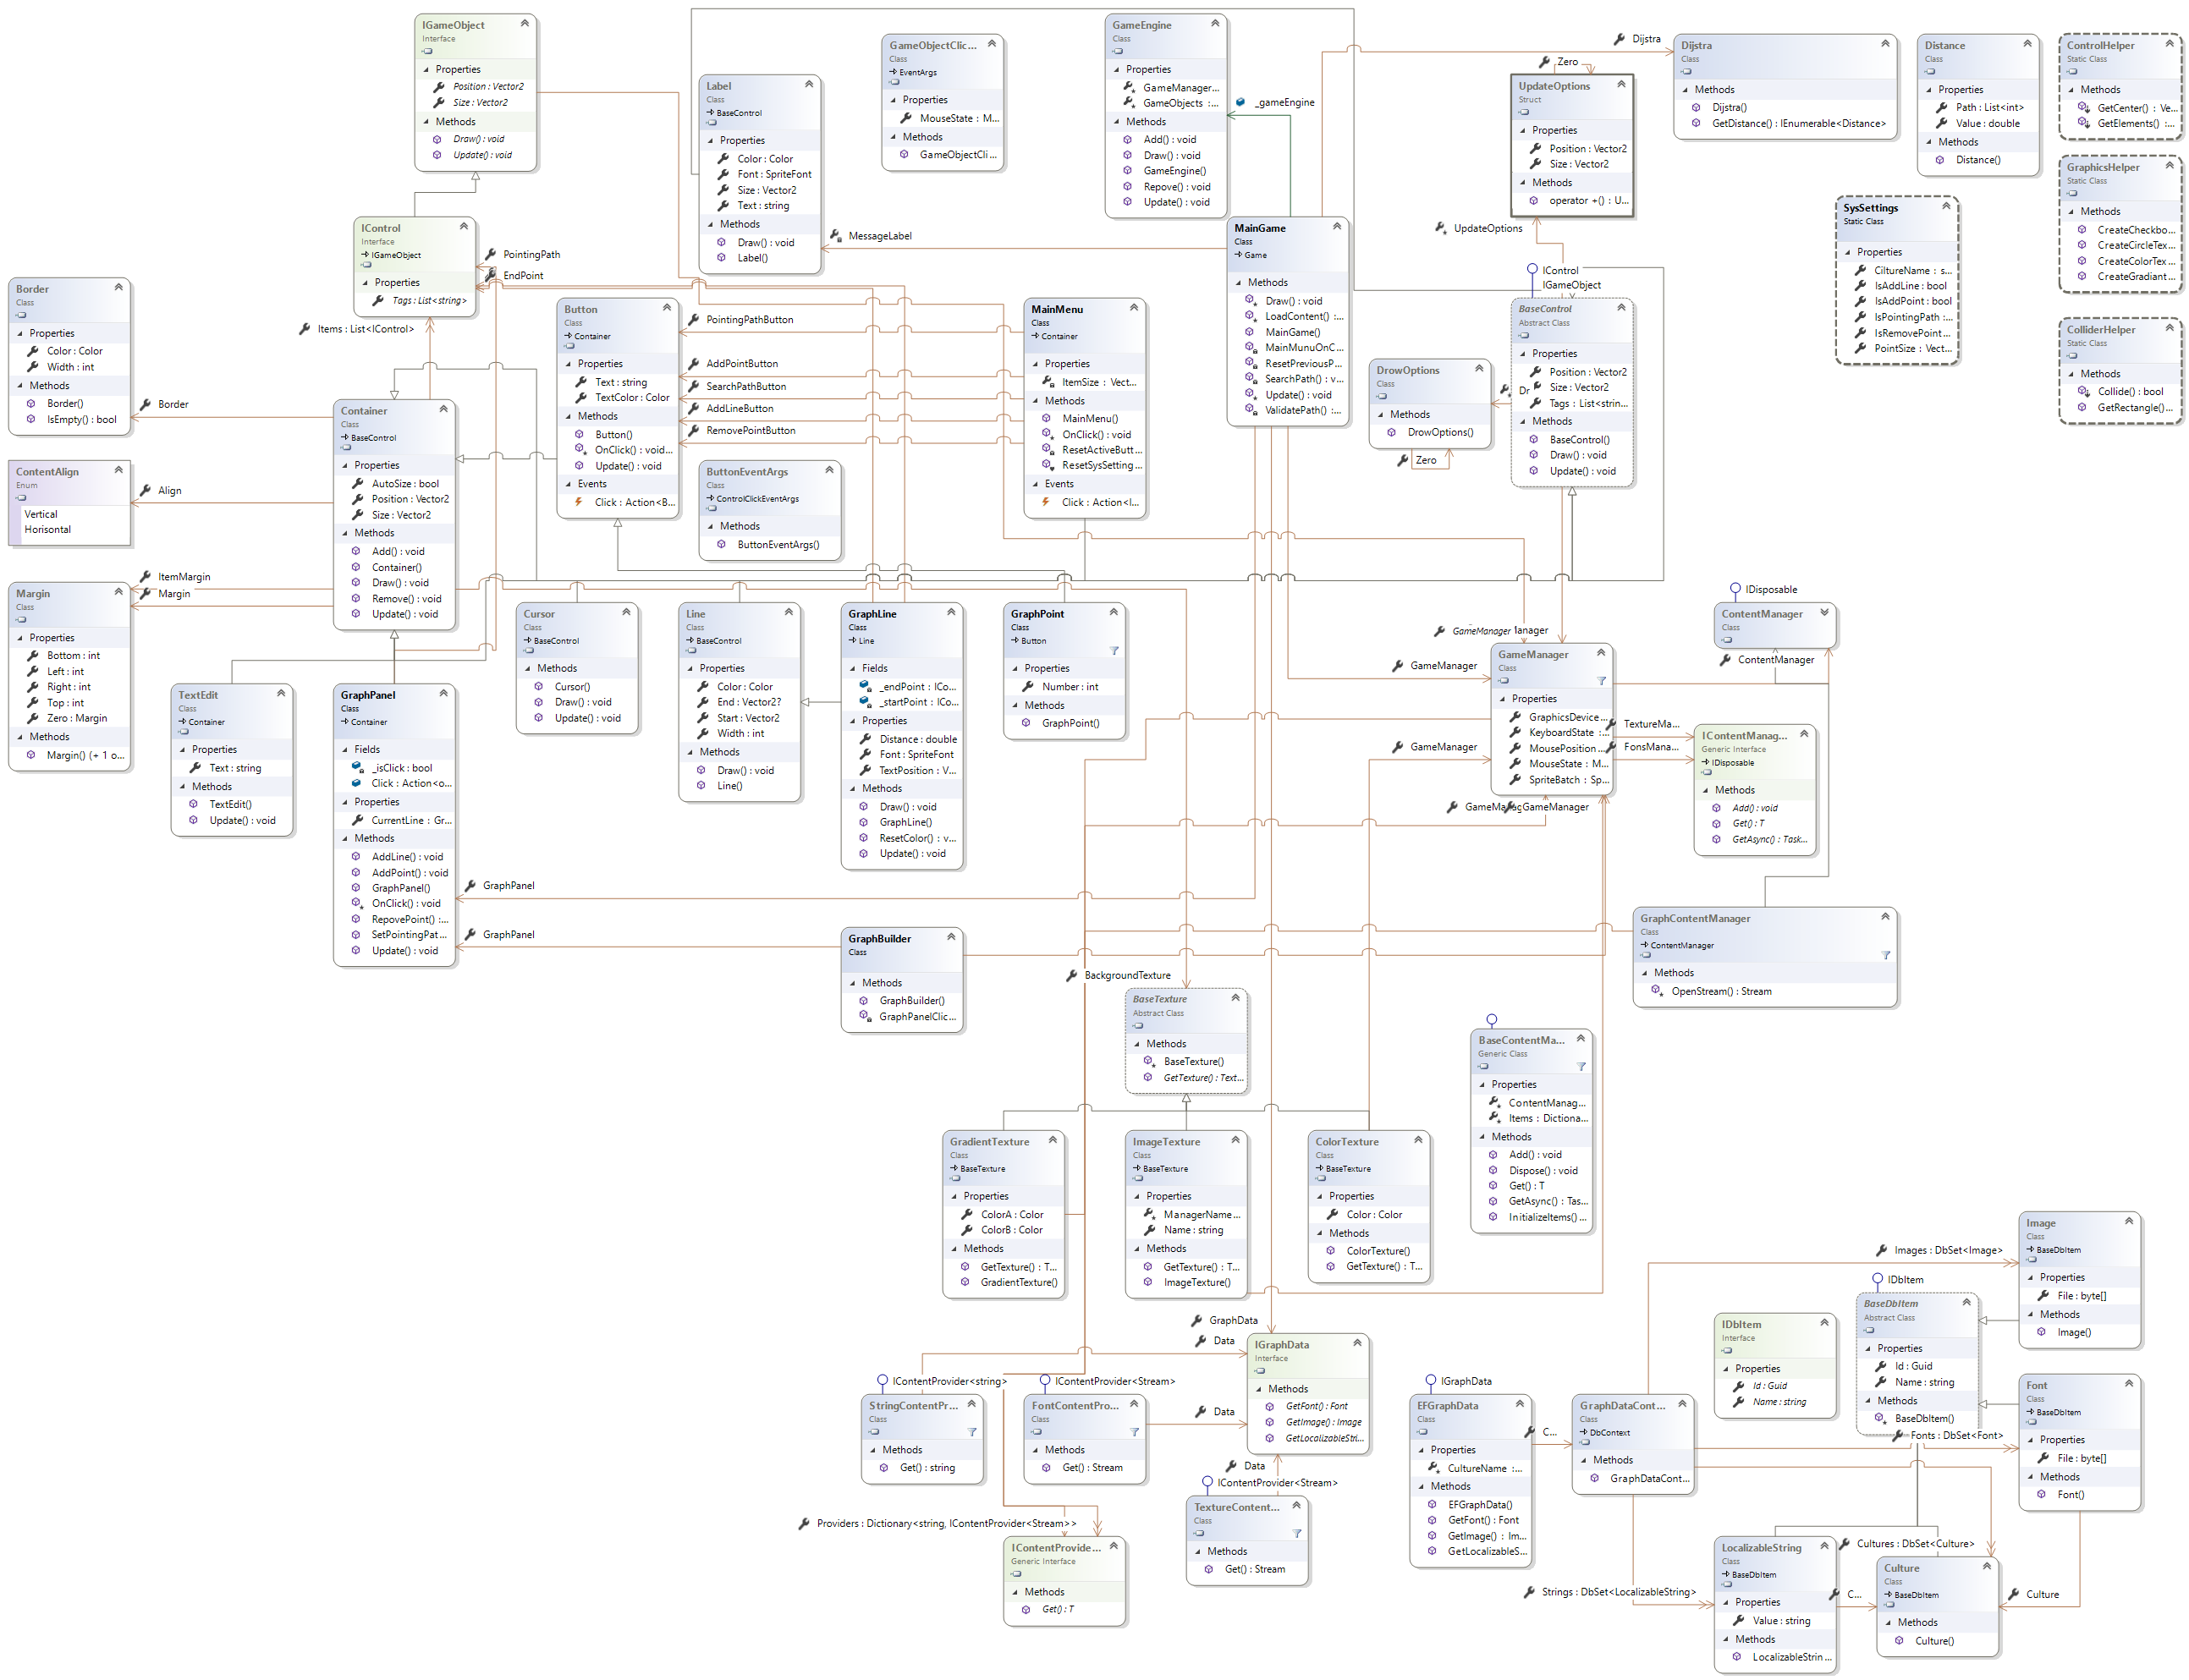 IGameObject
Interface
Properties
Position : Vector2
Size : Vector2
Methods
Draw() : void
Update() : void
IControl
Interface
IGameObject
Properties
Tags : List<string>
PointingPath
EndPoint
Items : List<IControl>
Border
Class
Properties
Color : Color
Width : int
Methods
Border()
IsEmpty() : bool
Border
ContentAlign
Enum
Vertical
Horisontal
Align
Margin
Class
Properties
Bottom : int
Left : int
Right : int
Top : int
Zero : Margin
Methods
Margin() (+ 1 o...
ItemMargin
Margin
Container
Class
BaseControl
Properties
AutoSize : bool
Position : Vector2
Size : Vector2
Methods
Add() : void
Container()
Draw() : void
Remove() : void
Update() : void
TextEdit
Class
Container
Properties
Text : string
Methods
TextEdit()
Update() : void
GraphPanel
Class
Container
Fields
_isClick : bool
Click : Action<o...
Properties
CurrentLine : Gr...
Methods
AddLine() : void
AddPoint() : void
GraphPanel()
OnClick() : void
RepovePoint() :...
SetPointingPat...
Update() : void
GraphPanel
GraphPanel
Label
Class
BaseControl
Properties
Color : Color
Font : SpriteFont
Size : Vector2
Text : string
Methods
Draw() : void
Label()
MessageLabel
GameObjectClic...
Class
EventArgs
Properties
MouseState : M...
Methods
GameObjectCli...
GameEngine
Class
Properties
GameManager...
GameObjects :...
Methods
Add() : void
Draw() : void
GameEngine()
Repove() : void
Update() : void
_gameEngine
MainGame
Class
Game
Methods
Draw() : void
LoadContent() :...
MainGame()
MainMunuOnC...
ResetPreviousP...
SearchPath() : v...
Update() : void
ValidatePath() :...
Button
Class
Container
Properties
Text : string
TextColor : Color
Methods
Button()
OnClick() : void...
Update() : void
Events
Click : Action<B...
PointingPathButton
AddPointButton
SearchPathButton
AddLineButton
RemovePointButton
ButtonEventArgs
Class
ControlClickEventArgs
Methods
ButtonEventArgs()
MainMenu
Class
Container
Properties
ItemSize : Vect...
Methods
MainMenu()
OnClick() : void
ResetActiveButt...
ResetSysSetting...
Events
Click : Action<I...
Cursor
Class
BaseControl
Methods
Cursor()
Draw() : void
Update() : void
Line
Class
BaseControl
Properties
Color : Color
End : Vector2?
Start : Vector2
Width : int
Methods
Draw() : void
Line()
GraphLine
Class
Line
Fields
_endPoint : ICo...
_startPoint : ICo...
Properties
Distance : double
Font : SpriteFont
TextPosition : V...
Methods
Draw() : void
GraphLine()
ResetColor() : v...
Update() : void
GraphPoint
Class
Button
Properties
Number : int
Methods
GraphPoint()
GraphBuilder
Class
Methods
GraphBuilder()
GraphPanelClic...
Dijstra
Dijstra
Class
Methods
Dijstra()
GetDistance() : IEnumerable<Distance>
Zero
UpdateOptions
Struct
Properties
Position : Vector2
Size : Vector2
Methods
operator +() : U...
UpdateOptions
IControl
IGameObject
BaseControl
Abstract Class
Properties
Position : Vector2
Size : Vector2
Tags : List<strin...
Methods
BaseControl()
Draw() : void
Update() : void
DrowOptions
Class
Methods
DrowOptions()
Dr
Zero
Distance
Class
Properties
Path : List<int>
Value : double
Methods
Distance()
ControlHelper
Static Class
Methods
GetCenter() : Ve...
GetElements() :...
GraphicsHelper
Static Class
Methods
CreateCheckbo...
CreateCircleTex...
CreateColorTex...
CreateGradiant...
SysSettings
Static Class
Properties
CiltureName : s...
IsAddLine : bool
IsAddPoint : bool
IsPointingPath :...
IsRemovePoint...
PointSize : Vect...
ColliderHelper
Static Class
Methods
Collide() : bool
GetRectangle()...
IDisposable
ContentManager
Class
ContentManager
GameManager
GameManager
GameManager
GameManager
GameManager
Class
Properties
GraphicsDevice...
KeyboardState :...
MousePosition...
MouseState : M...
SpriteBatch : Sp...
TextureMa...
FonsMana...
IContentManag...
Generic Interface
IDisposable
Methods
Add() : void
Get() : T
GetAsync() : Task...
GraphContentManager
Class
ContentManager
Methods
OpenStream() : Stream
BackgroundTexture
BaseTexture
Abstract Class
Methods
BaseTexture()
GetTexture() : Text...
GradientTexture
Class
BaseTexture
Properties
ColorA : Color
ColorB : Color
Methods
GetTexture() : T...
GradientTexture()
ImageTexture
Class
BaseTexture
Properties
ManagerName...
Name : string
Methods
GetTexture() : T...
ImageTexture()
ColorTexture
Class
BaseTexture
Properties
Color : Color
Methods
ColorTexture()
GetTexture() : T...
BaseContentMa...
Generic Class
Properties
ContentManag...
Items : Dictiona...
Methods
Add() : void
Dispose() : void
Get() : T
GetAsync() : Tas...
InitializeItems()...
GraphData
Data
IGraphData
Interface
Methods
GetFont() : Font
GetImage() : Image
GetLocalizableStri...
IContentProvider<string>
StringContentPr...
Class
Methods
Get() : string
IContentProvider<Stream>
FontContentPro...
Class
Methods
Get() : Stream
Data
Data
IContentProvider<Stream>
TextureContent...
Class
Methods
Get() : Stream
Providers : Dictionary<string, IContentProvider<Stream>>
IContentProvide...
Generic Interface
Methods
Get() : T
IGraphData
EFGraphData
Class
Properties
CultureName :...
Methods
EFGraphData()
GetFont() : Font
GetImage() : Im...
GetLocalizableS...
C...
GraphDataCont...
Class
DbContext
Methods
GraphDataCont...
Images : DbSet<Image>
IDbItem
Interface
Properties
Id : Guid
Name : string
IDbItem
BaseDbItem
Abstract Class
Properties
Id : Guid
Name : string
Methods
BaseDbItem()
Fonts : DbSet<Font>
Image
Class
BaseDbItem
Properties
File : byte[]
Methods
Image()
Font
Class
BaseDbItem
Properties
File : byte[]
Methods
Font()
Strings : DbSet<LocalizableString>
LocalizableString
Class
BaseDbItem
Properties
Value : string
Methods
LocalizableStrin...
Cultures : DbSet<Culture>
C...
Culture
Class
BaseDbItem
Methods
Culture()
Culture